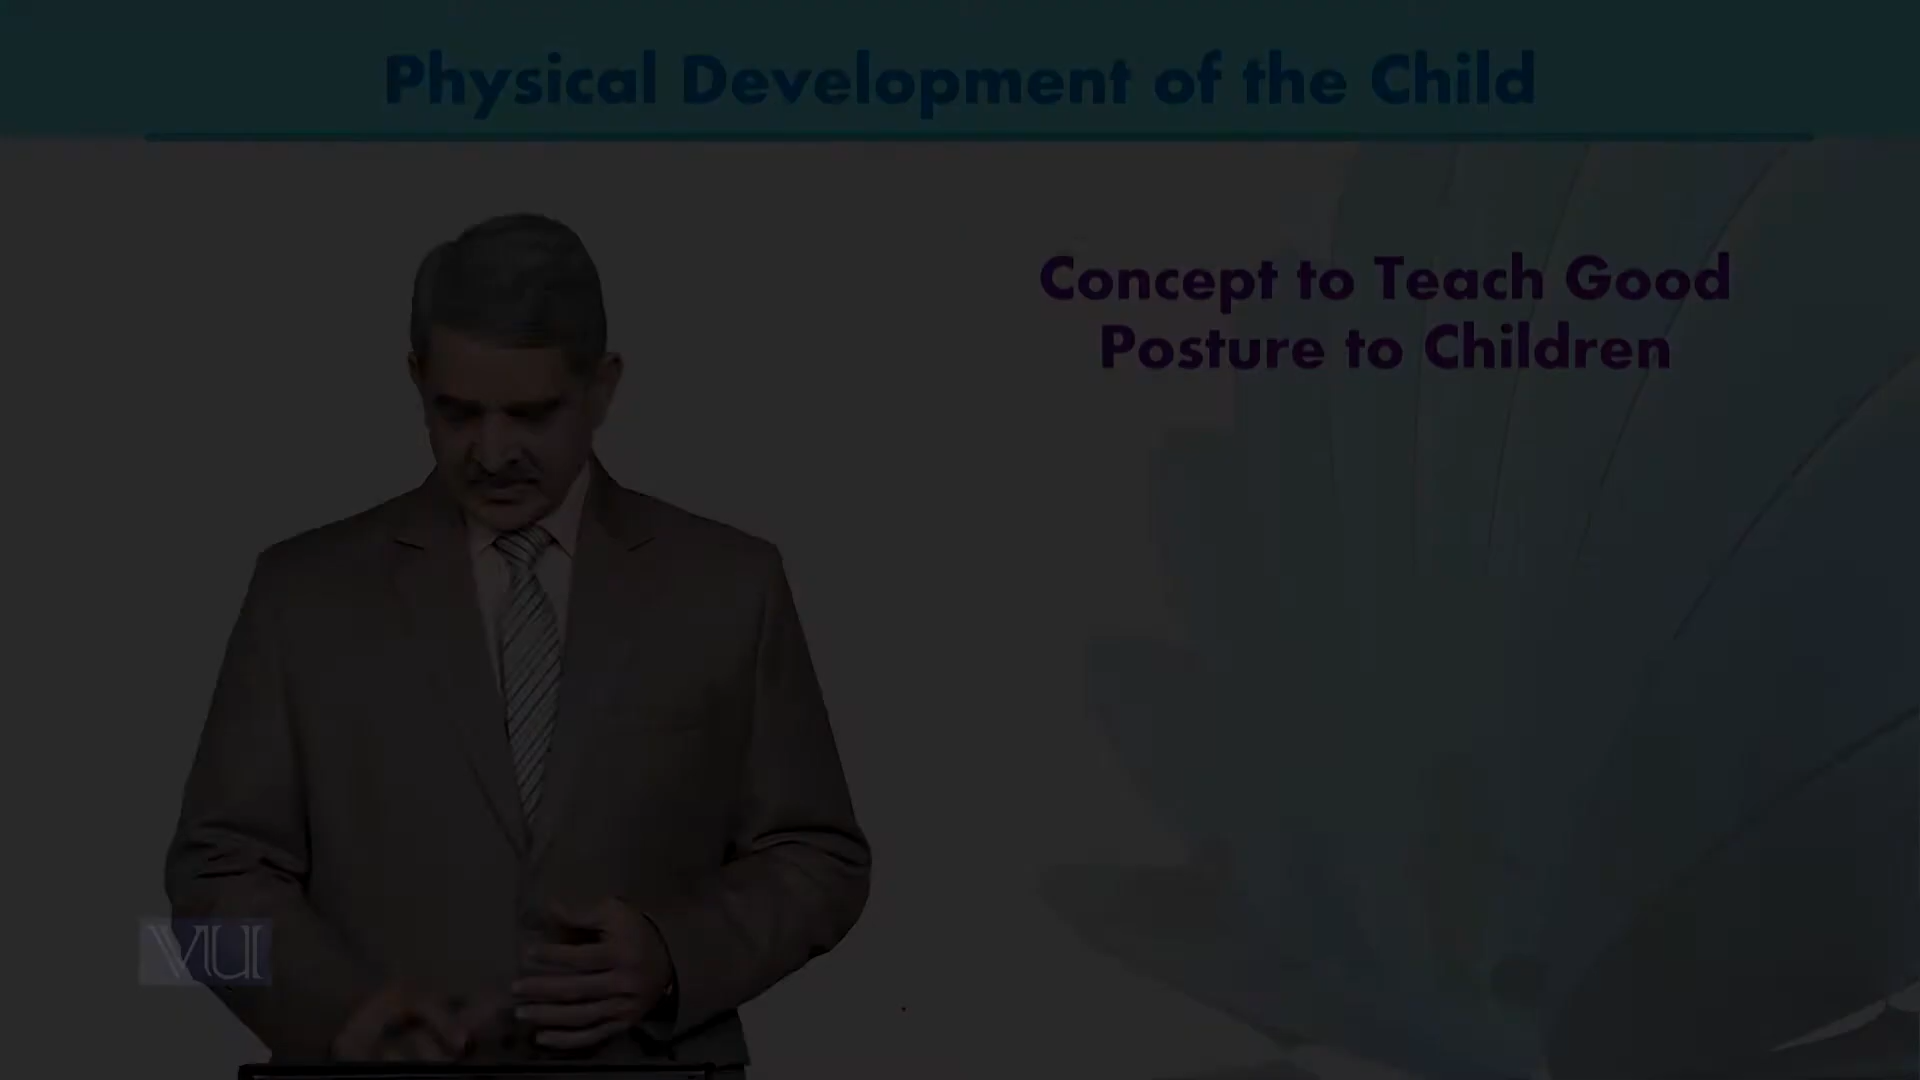 Physical Development of the Child
Concept to Teach Good
Posture to Children
VU